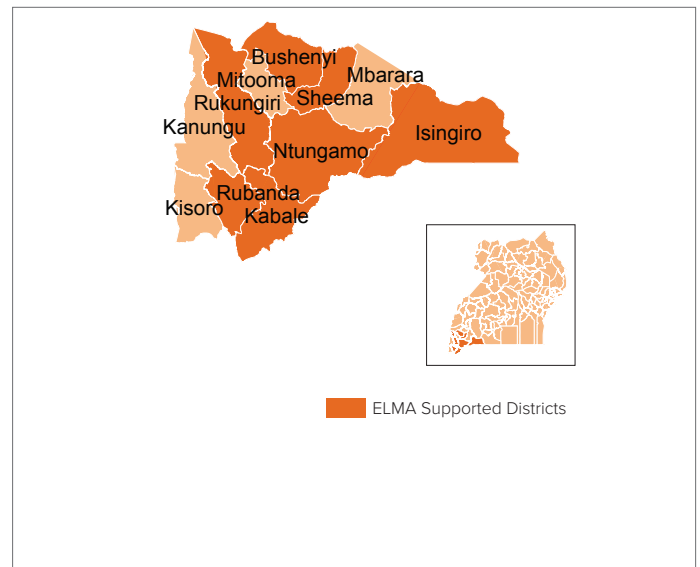 Bushenyi
Mbarara
Mitooma
Sheema
Rukungiri
Kanungu
Isingiro
Ntungamo
Rubanda
Kisoro
Kabale
ELMA Supported Districts